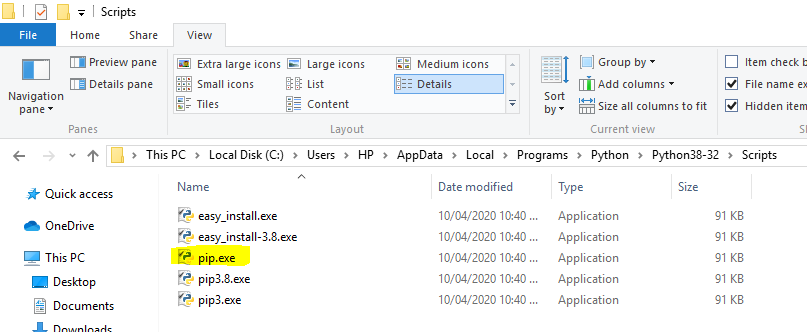 Scripts
File Home Share View
Navigation pane
Preview pane
Details pane
Panes
Extra large icons Large icons Medium icons
Small icons List Details
Tiles Content
Layout
Sort by
Group by
Add columns
Size all columns to fit
Current view
Item check b
File name ex
Hidden item
This PC > Local Disk (C:) > Users > HP > AppData > Local > Programs > Python > Python38-32 > Scripts
Quick access
OneDrive
This PC
Desktop
Documents
Downloads
Name Date modified Type Size
easy_install.exe 10/04/2020 10:40 ... Application 91 KB
easy_install-3.8.exe 10/04/2020 10:40 ... Application 91 KB
pip.exe 10/04/2020 10:40 ... Application 91 KB
pip3.8.exe 10/04/2020 10:40 ... Application 91 KB
pip3.exe 10/04/2020 10:40 ... Application 91 KB